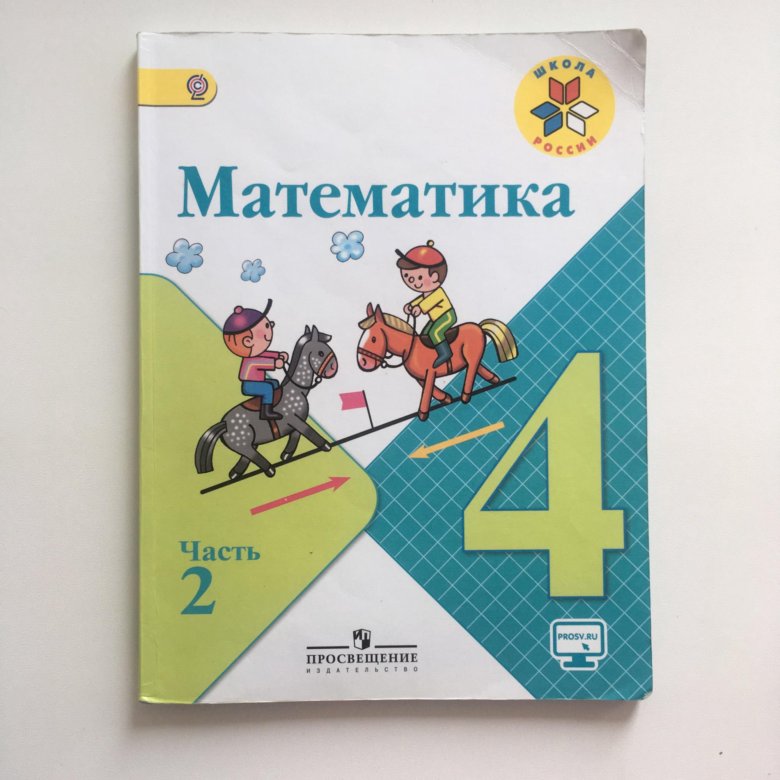 ШКОЛА
РОССИИ
Математика
4
Часть
2
ПРОСВЕЩЕНИЕ
ИЗДАТЕЛЬСТВО
PROSV.RU